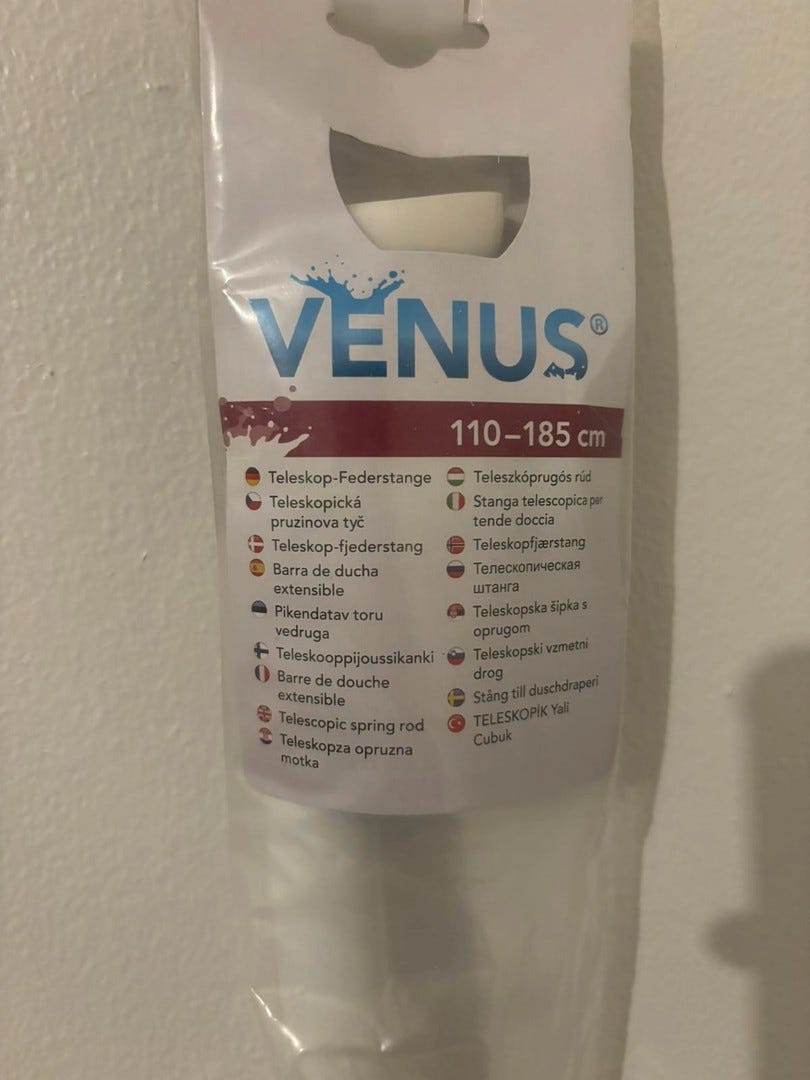 VENUS®
110–185 cm
Teleskop-Federstange
Teleskopická
pruzinova tyč
Teleskop-fjederstang
Barra de ducha
extensible
Pikendatav toru
vedruga
Teleskooppijoussikanki
Barre de douche
extensible
Telescopic spring rod
Teleskopza opruzna
motka
Teleszkóprugós rúd
Stanga telescopica per
tende doccia
Teleskopfjærstang
Телескопическая
штанга
Teleskopska šipka s
oprugom
Teleskopski vzmetni
drog
Stång till duschdraperi
TELESKOPİK Yali
Cubuk